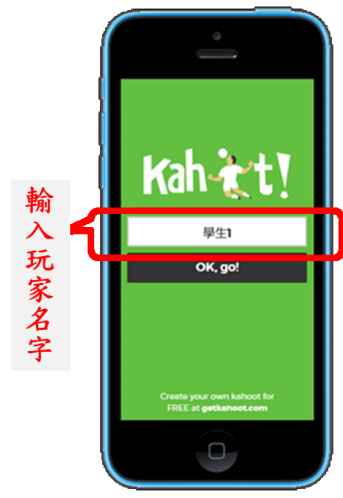 輸入玩家名字
Kahoot!
學生1
OK, go!
Create your own kahoot for
FREE at getkahoot.com